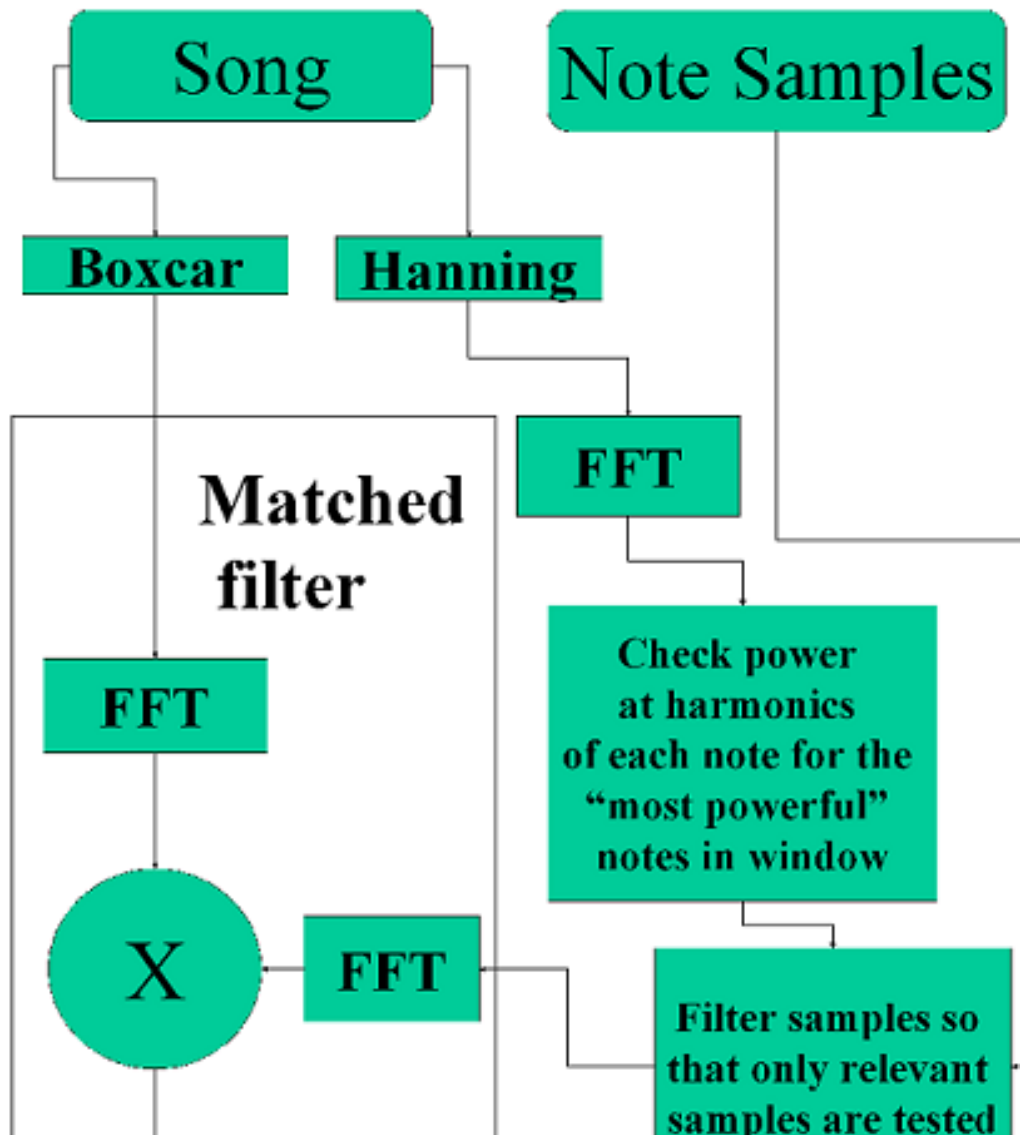 Song
Note Samples
Boxcar
Hanning
FFT
Matched
filter
Check power
at harmonics
of each note for the
“most powerful”
notes in window
FFT
X
FFT
Filter samples so
that only relevant
samples are tested